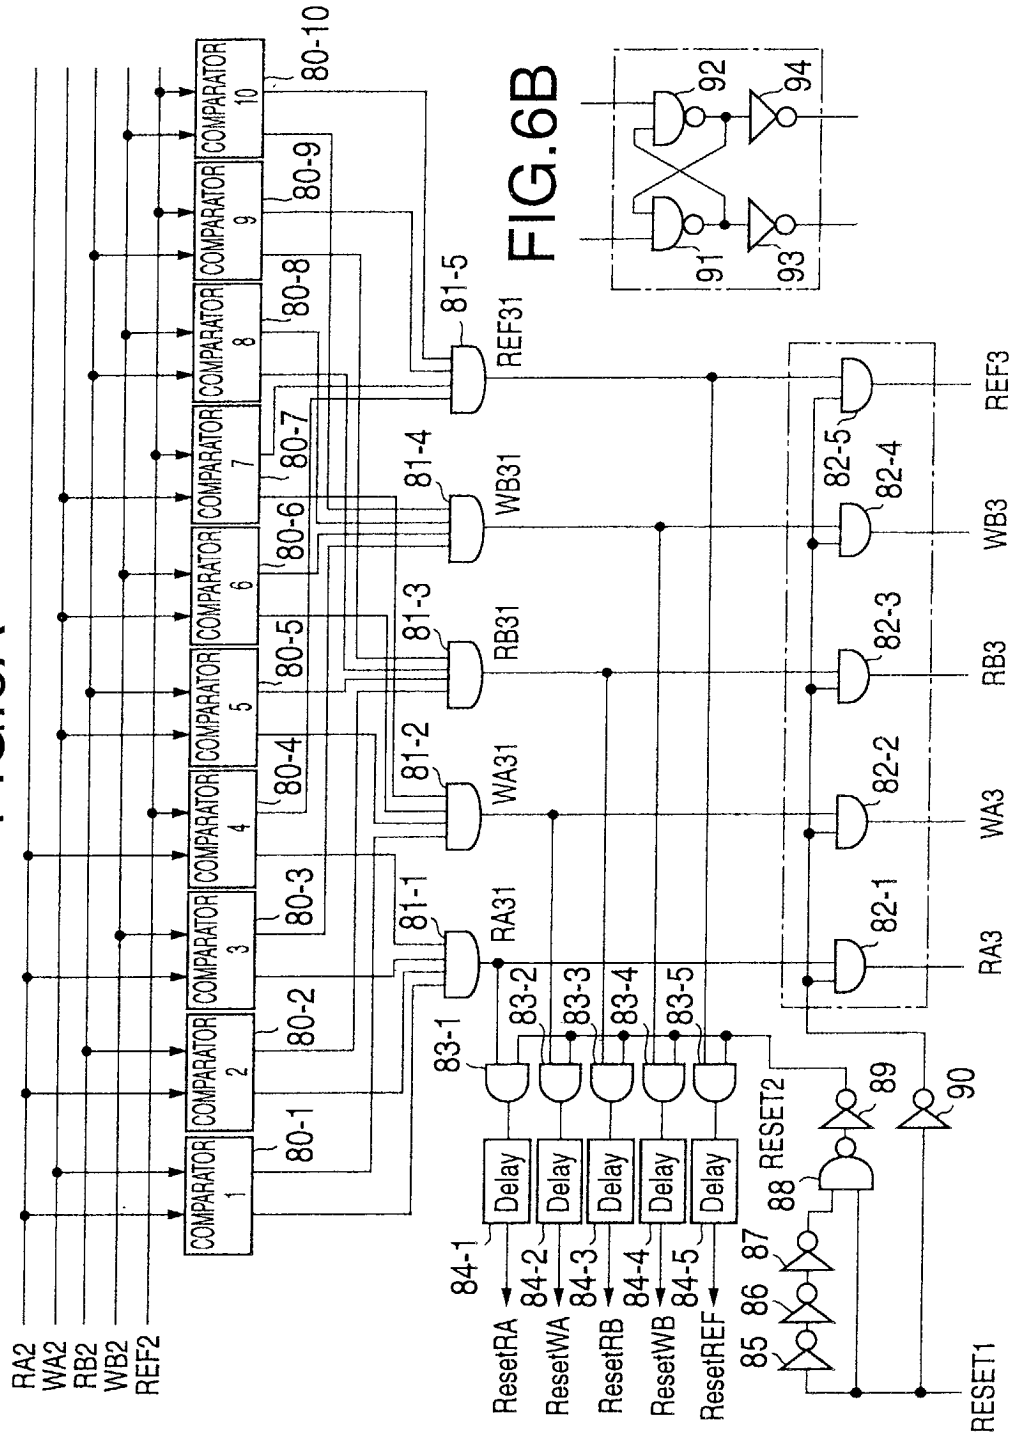 FIG. 6A
RA2
WA2
RB2
WB2
REF2
COMPARATOR
1
COMPARATOR
2
COMPARATOR
3
COMPARATOR
4
COMPARATOR
5
COMPARATOR
6
COMPARATOR
7
COMPARATOR
8
COMPARATOR
9
COMPARATOR
10
80-1
80-2
80-3
80-4
80-5
80-6
80-7
80-8
80-9
80-10
81-1
81-2
81-3
81-4
81-5
RA31
WA31
RB31
WB31
REF31
83-1
83-2
83-3
83-4
83-5
Delay
Delay
Delay
Delay
Delay
84-1
84-2
84-3
84-4
84-5
ResetRA
ResetWA
ResetRB
ResetWB
ResetREF
RESET2
85
86
87
88
89
90
RESET1
82-1
82-2
82-3
82-4
82-5
RA3
WA3
RB3
WB3
REF3
FIG.6B
91
92
93
94